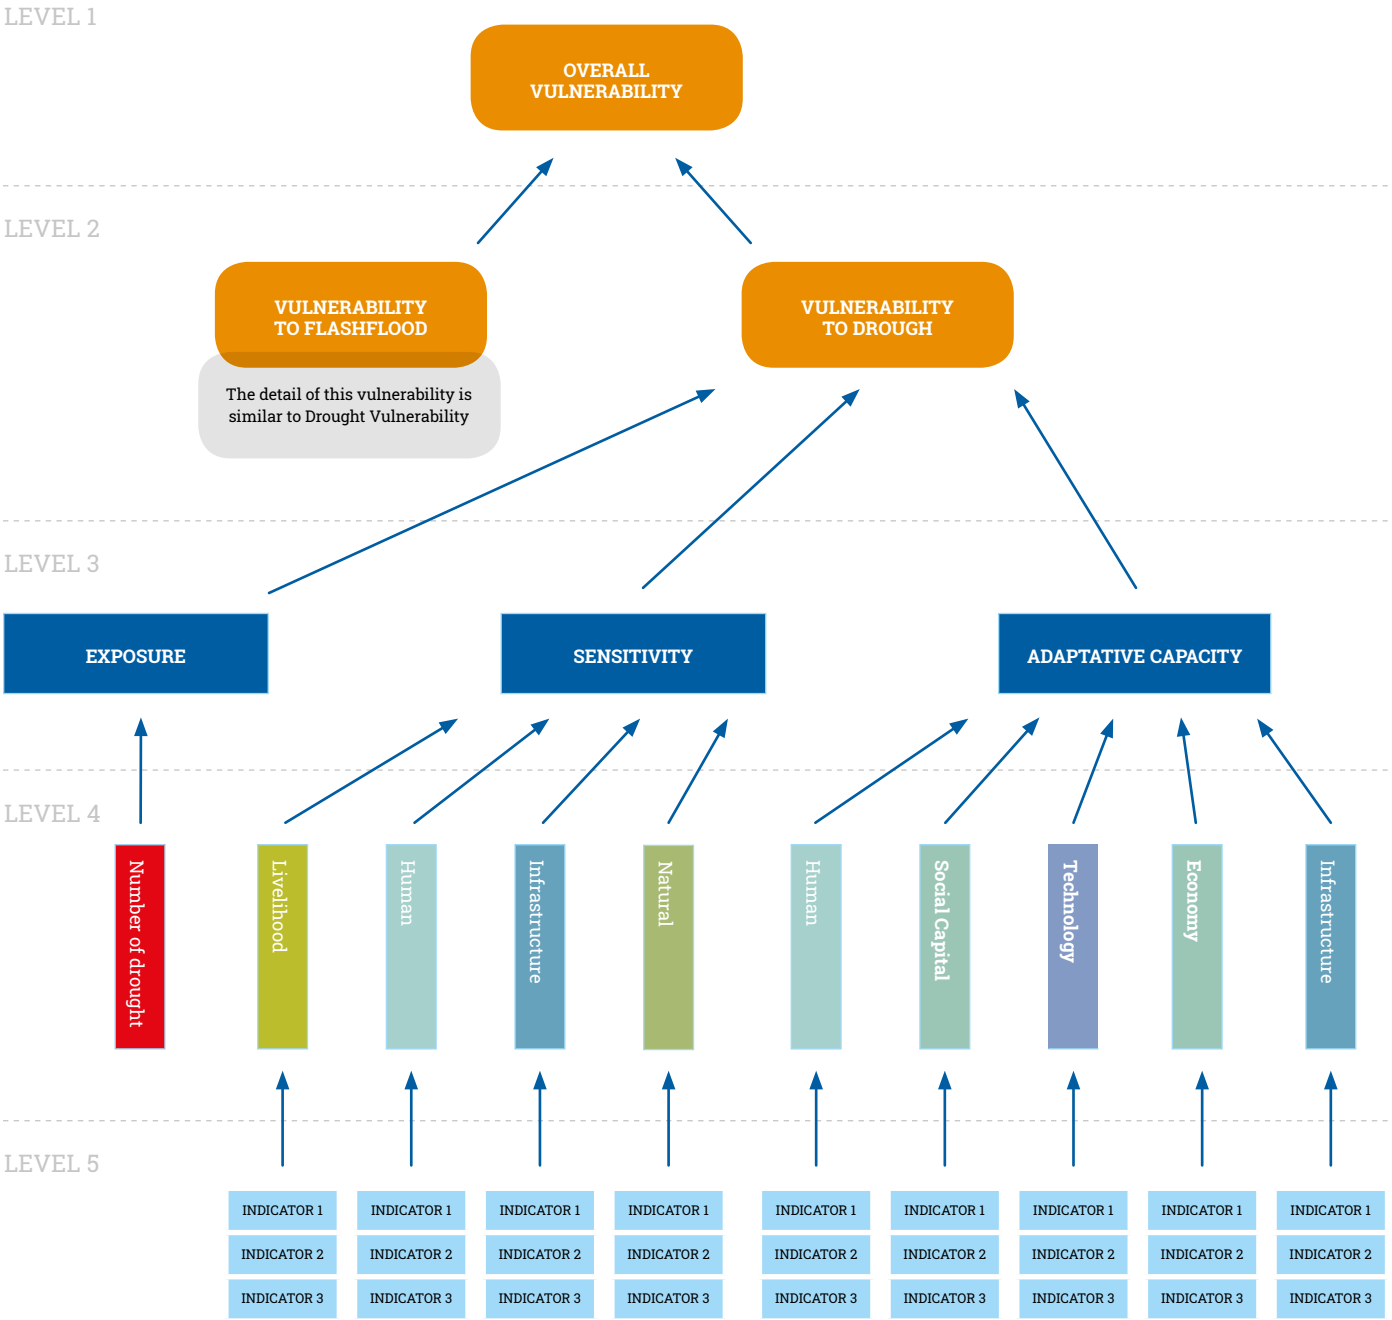 LEVEL 1
OVERALL
VULNERABILITY
LEVEL 2
VULNERABILITY
TO FLASHFLOOD
VULNERABILITY
TO DROUGH
The detail of this vulnerability is
similar to Drought Vulnerability
LEVEL 3
EXPOSURE
SENSITIVITY
ADAPTATIVE CAPACITY
LEVEL 4
Number of drought
Livelihood
Human
Infrastructure
Natural
Human
Social Capital
Technology
Economy
Infrastructure
LEVEL 5
INDICATOR 1
INDICATOR 1
INDICATOR 1
INDICATOR 1
INDICATOR 1
INDICATOR 1
INDICATOR 1
INDICATOR 1
INDICATOR 1
INDICATOR 2
INDICATOR 2
INDICATOR 2
INDICATOR 2
INDICATOR 2
INDICATOR 2
INDICATOR 2
INDICATOR 2
INDICATOR 2
INDICATOR 3
INDICATOR 3
INDICATOR 3
INDICATOR 3
INDICATOR 3
INDICATOR 3
INDICATOR 3
INDICATOR 3
INDICATOR 3